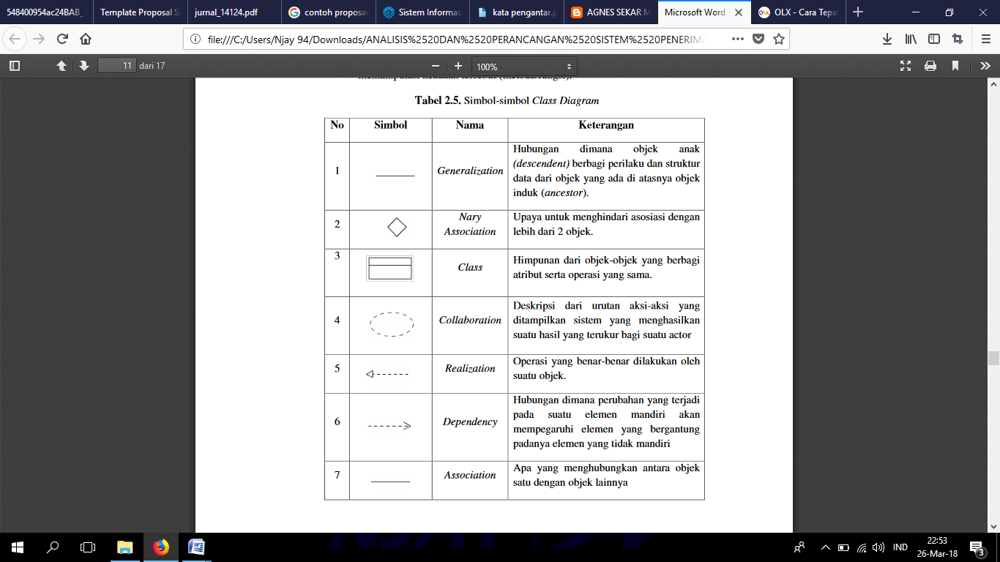 548400954ac24BAB_
Template Proposal S
jurnal_14124.pdf
contoh proposa
Sistem Informas
kata pengantar.p
AGNES SEKAR M
Microsoft Word -
OLX - Cara Tepa
file:///C:/Users/Njay 94/Downloads/ANALISIS%2520DAN%2520PERANCANGAN%2520SISTEM%2520PENERIMA
11 dari 17
100%
Tabel 2.5. Simbol-simbol Class Diagram
No Simbol Nama Keterangan
1 Generalization
Hubungan dimana objek anak
(descendent) berbagi perilaku dan struktur
data dari objek yang ada di atasnya objek
induk (ancestor).
2 Nary
Association
Upaya untuk menghindari asosiasi dengan
lebih dari 2 objek.
3 Class
Himpunan dari objek-objek yang berbagi
atribut serta operasi yang sama.
4 Collaboration
Deskripsi dari urutan aksi-aksi yang
ditampilkan sistem yang menghasilkan
suatu hasil yang terukur bagi suatu actor
5 Realization
Operasi yang benar-benar dilakukan oleh
suatu objek.
6 Dependency
Hubungan dimana perubahan yang terjadi
pada suatu elemen mandiri akan
mempegaruhi elemen yang bergantung
padanya elemen yang tidak mandiri
7 Association
Apa yang menghubungkan antara objek
satu dengan objek lainnya
IND
22:53
26-Mar-18
3